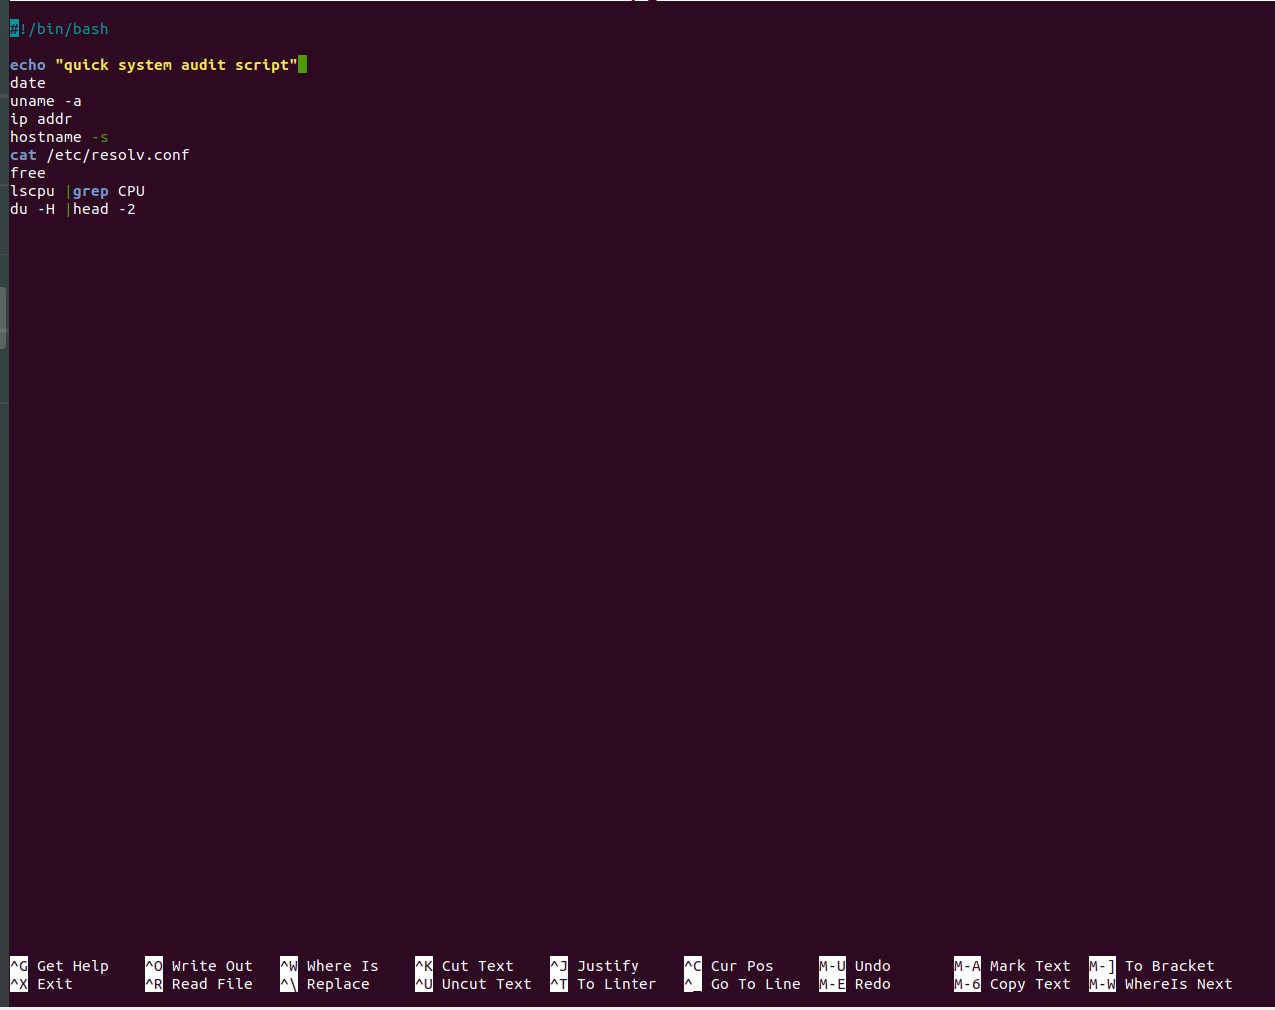 #!/bin/bash
echo "quick system audit script"
date
uname -a
ip addr
hostname -s
cat /etc/resolv.conf
free
lscpu |grep CPU
du -H |head -2
^G Get Help ^O Write Out ^W Where Is ^K Cut Text ^J Justify ^C Cur Pos M-U Undo M-A Mark Text M-] To Bracket
^X Exit ^R Read File ^\ Replace ^U Uncut Text ^T To Linter ^_ Go To Line M-E Redo M-6 Copy Text M-W WhereIs Next